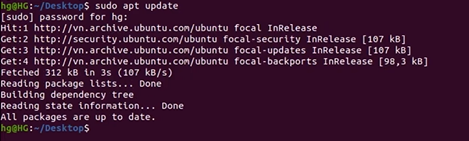 hg@HG:~/Desktop$ sudo apt update
[sudo] password for hg:
Hit:1 http://vn.archive.ubuntu.com/ubuntu focal InRelease
Get:2 http://security.ubuntu.com/ubuntu focal-security InRelease [107 kB]
Get:3 http://vn.archive.ubuntu.com/ubuntu focal-updates InRelease [107 kB]
Get:4 http://vn.archive.ubuntu.com/ubuntu focal-backports InRelease [98,3 kB]
Fetched 312 kB in 3s (107 kB/s)
Reading package lists... Done
Building dependency tree
Reading state information... Done
All packages are up to date.
hg@HG:~/Desktop$